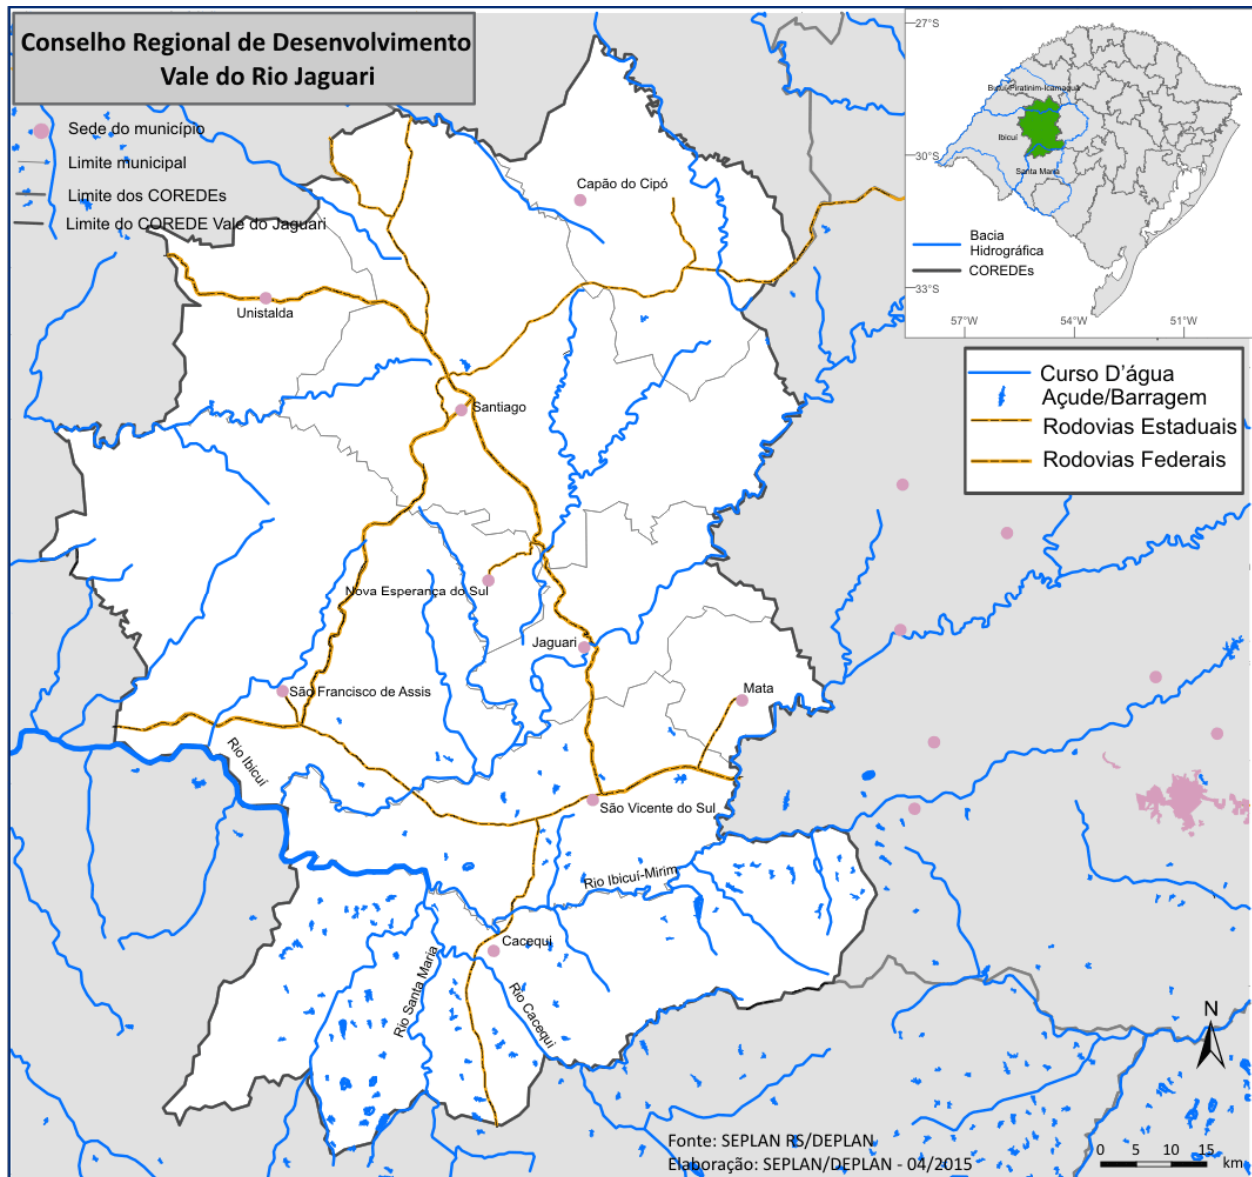 Conselho Regional de Desenvolvimento
Vale do Rio Jaguari
Sede do município
Limite municipal
Limite dos COREDEs
Limite do COREDE Vale do Jaguari
27°S
30°S
33°S
57°W
54°W
51°W
Butuí-Piratinim-Icamaquã
Ibicuí
Santa Maria
Bacia
Hidrográfica
COREDEs
Curso D'água
Açude/Barragem
Rodovias Estaduais
Rodovias Federais
Capão do Cipó
Unistalda
Santiago
Nova Esperança do Sul
Jaguari
São Francisco de Assis
Mata
Rio Ibicuí
São Vicente do Sul
Rio Ibicuí-Mirim
Cacequi
Rio Santa Maria
Rio Cacequi
N
Fonte: SEPLAN RS/DEPLAN
Elaboração: SEPLAN/DEPLAN - 04/2015
0 5 10 15
km